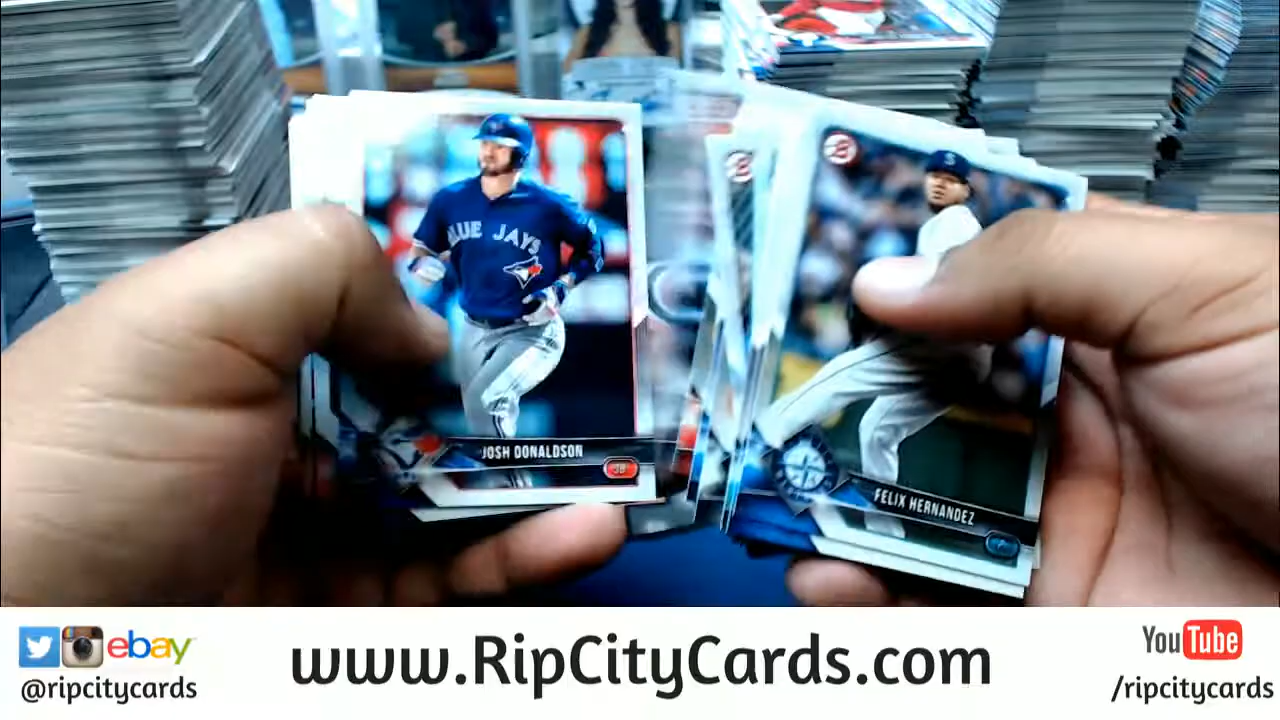 BLUE JAYS
JOSH DONALDSON
3B
S
FELIX HERNANDEZ
ebay
@ripcitycards
www.RipCityCards.com
YouTube
/ripcitycards